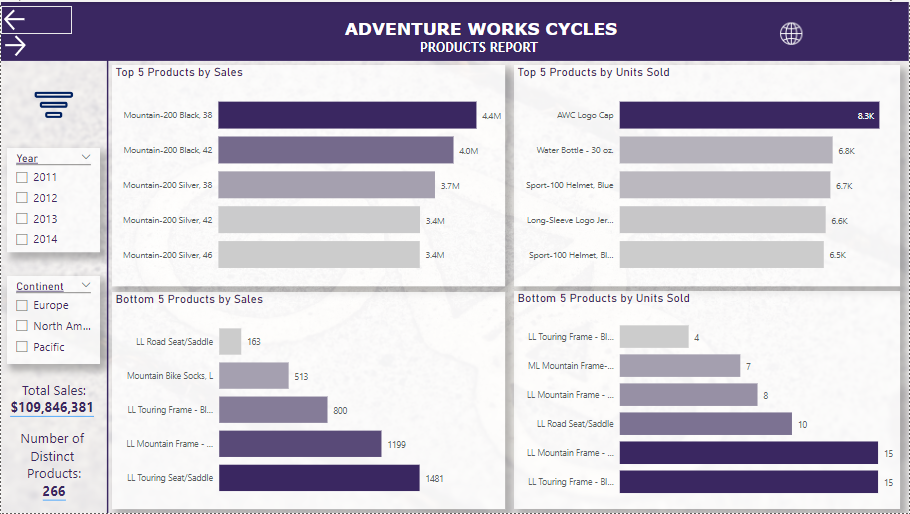 ADVENTURE WORKS CYCLES
PRODUCTS REPORT
Year
2011
2012
2013
2014
Continent
Europe
North Am...
Pacific
Total Sales:
$109,846,381
Number of
Distinct
Products:
266
Top 5 Products by Sales
Mountain-200 Black, 38 4.4M
Mountain-200 Black, 42 4.0M
Mountain-200 Silver, 38 3.7M
Mountain-200 Silver, 42 3.4M
Mountain-200 Silver, 46 3.4M
Top 5 Products by Units Sold
AWC Logo Cap 8.3K
Water Bottle - 30 oz. 6.8K
Sport-100 Helmet, Blue 6.7K
Long-Sleeve Logo Jer... 6.6K
Sport-100 Helmet, Bl... 6.5K
Bottom 5 Products by Sales
LL Road Seat/Saddle 163
Mountain Bike Socks, L 513
LL Touring Frame - Bl... 800
LL Mountain Frame - ... 1199
LL Touring Seat/Saddle 1481
Bottom 5 Products by Units Sold
LL Touring Frame - Bl... 4
ML Mountain Frame-... 7
LL Mountain Frame - ... 8
LL Road Seat/Saddle 10
LL Mountain Frame - ... 15
LL Touring Frame - Bl... 15